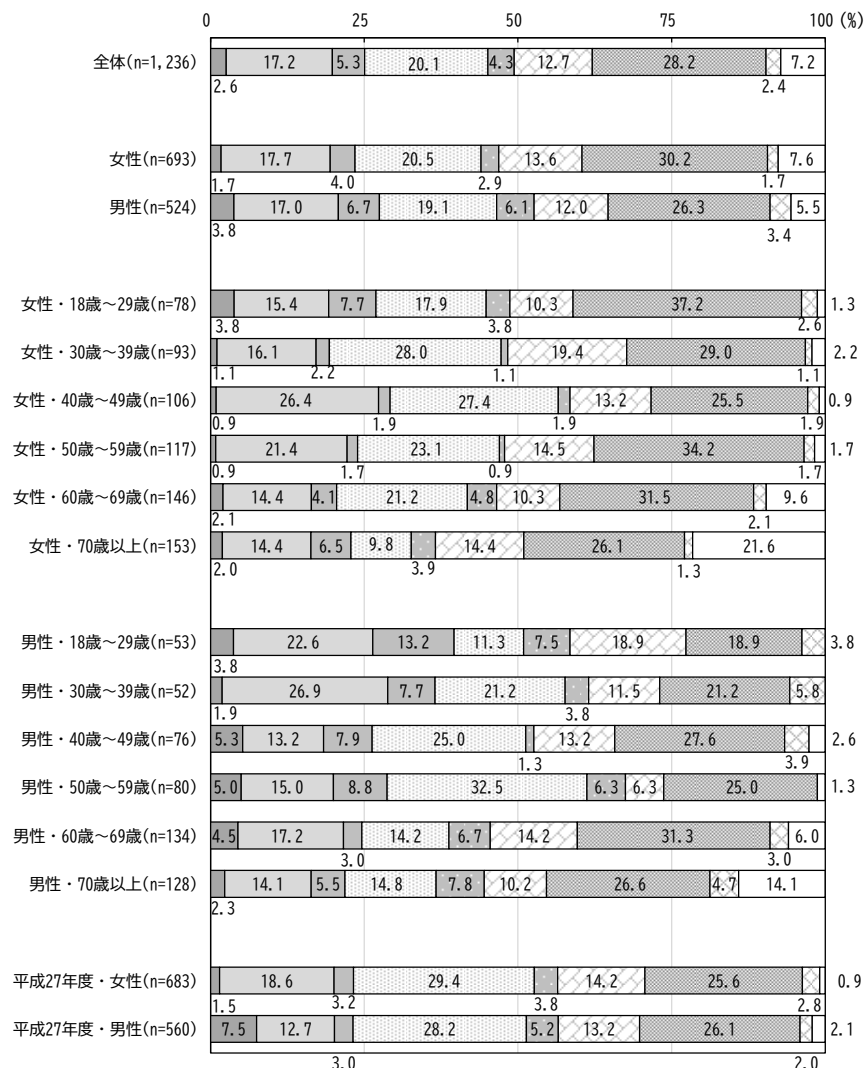 0 25 50 75 100 (%)
全体(n=1,236) 17.2 5.3 20.1 4.3 12.7 28.2 7.2
2.6 2.4
女性(n=693) 17.7 20.5 13.6 30.2 7.6
1.7 4.0 2.9 1.7
男性(n=524) 17.0 6.7 19.1 6.1 12.0 26.3 5.5
3.8 3.4
女性・18歳～29歳(n=78) 15.4 7.7 17.9 10.3 37.2 1.3
3.8 3.8 2.6
女性・30歳～39歳(n=93) 16.1 28.0 19.4 29.0 2.2
1.1 2.2 1.1 1.1
女性・40歳～49歳(n=106) 26.4 27.4 13.2 25.5 0.9
0.9 1.9 1.9 1.9
女性・50歳～59歳(n=117) 21.4 23.1 14.5 34.2 1.7
0.9 1.7 0.9 1.7
女性・60歳～69歳(n=146) 14.4 4.1 21.2 4.8 10.3 31.5 9.6
2.1 2.1
女性・70歳以上(n=153) 14.4 6.5 9.8 14.4 26.1 21.6
2.0 3.9 1.3
男性・18歳～29歳(n=53) 22.6 13.2 11.3 7.5 18.9 18.9 3.8
3.8
男性・30歳～39歳(n=52) 26.9 7.7 21.2 11.5 21.2 5.8
1.9 3.8
男性・40歳～49歳(n=76) 5.3 13.2 7.9 25.0 13.2 27.6 2.6
1.3 3.9
男性・50歳～59歳(n=80) 5.0 15.0 8.8 32.5 6.3 6.3 25.0 1.3
男性・60歳～69歳(n=134) 4.5 17.2 14.2 6.7 14.2 31.3 6.0
3.0 3.0
男性・70歳以上(n=128) 14.1 5.5 14.8 7.8 10.2 26.6 4.7 14.1
2.3
平成27年度・女性(n=683) 18.6 29.4 14.2 25.6 0.9
1.5 3.2 3.8 2.8
平成27年度・男性(n=560) 7.5 12.7 28.2 5.2 13.2 26.1 2.1
3.0 2.0